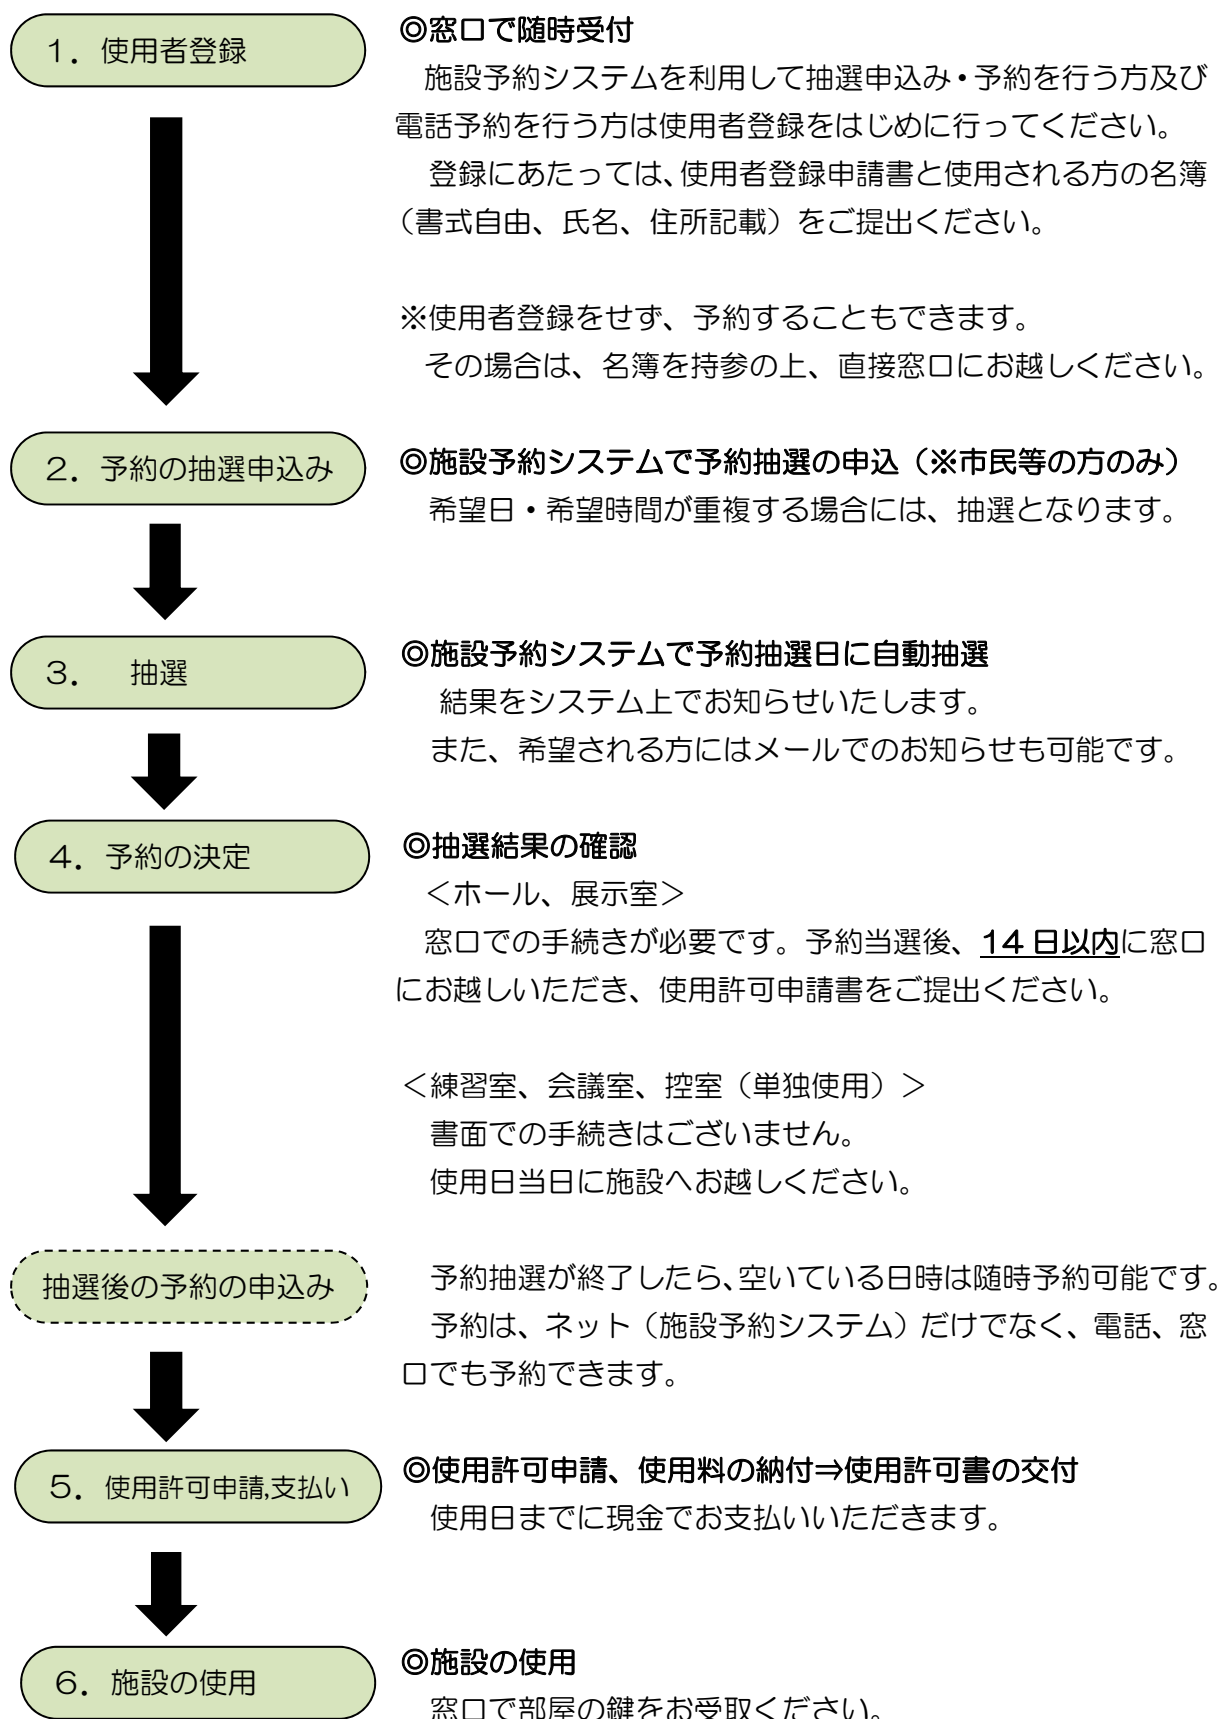 1．使用者登録
◎窓口で随時受付
施設予約システムを利用して抽選申込み・予約を行う方及び
電話予約を行う方は使用者登録をはじめに行ってください。
登録にあたっては、使用者登録申請書と使用される方の名簿
（書式自由、氏名、住所記載）をご提出ください。
※使用者登録をせず、予約することもできます。
その場合は、名簿を持参の上、直接窓口にお越しください。
2．予約の抽選申込み
◎施設予約システムで予約抽選の申込（※市民等の方のみ）
希望日・希望時間が重複する場合には、抽選となります。
3．　抽選
◎施設予約システムで予約抽選日に自動抽選
結果をシステム上でお知らせいたします。
また、希望される方にはメールでのお知らせも可能です。
4．予約の決定
◎抽選結果の確認
＜ホール、展示室＞
窓口での手続きが必要です。予約当選後、14日以内に窓口
にお越しいただき、使用許可申請書をご提出ください。
＜練習室、会議室、控室（単独使用）＞
書面での手続きはございません。
使用日当日に施設へお越しください。
抽選後の予約の申込み
予約抽選が終了したら、空いている日時は随時予約可能です。
予約は、ネット（施設予約システム）だけでなく、電話、窓
口でも予約できます。
5．使用許可申請,支払い
◎使用許可申請、使用料の納付⇒使用許可書の交付
使用日までに現金でお支払いいただきます。
6．施設の使用
◎施設の使用
窓口で部屋の鍵をお受取ください。